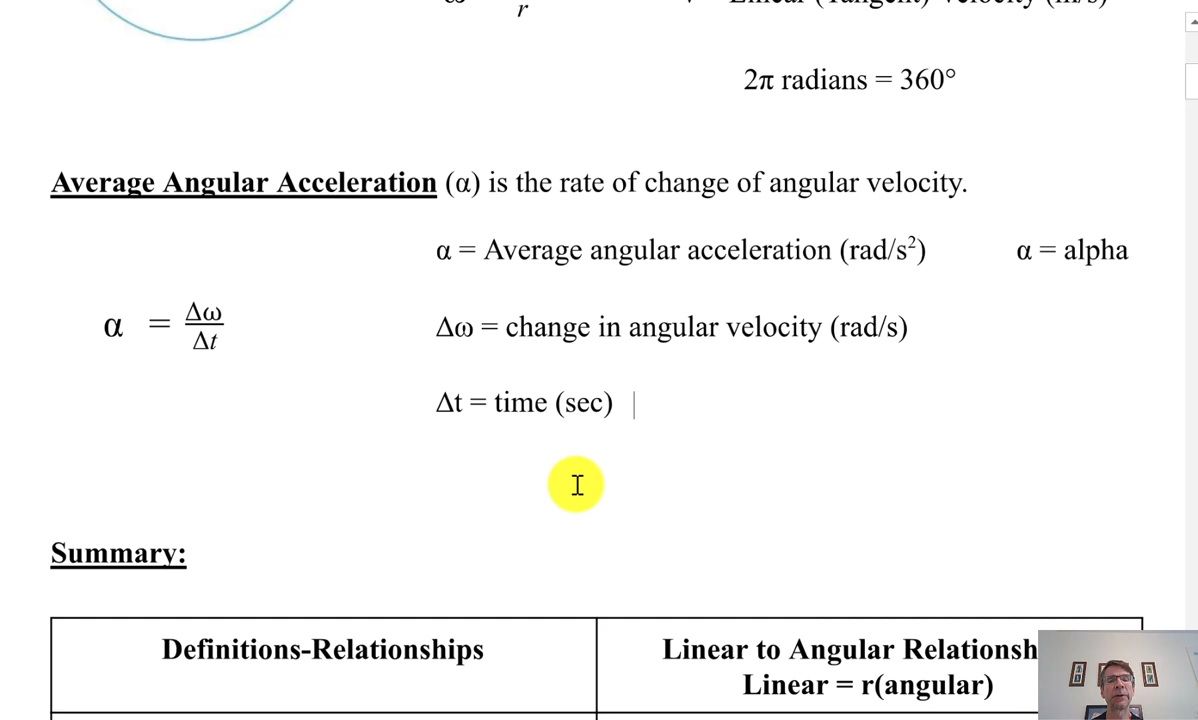 r
2π radians = 360°
Average Angular Acceleration (α) is the rate of change of angular velocity.
α = Average angular acceleration (rad/s²) α = alpha
α = Δω/Δt
Δω = change in angular velocity (rad/s)
Δt = time (sec)
Summary:
Definitions-Relationships
Linear to Angular Relationsh
Linear = r(angular)